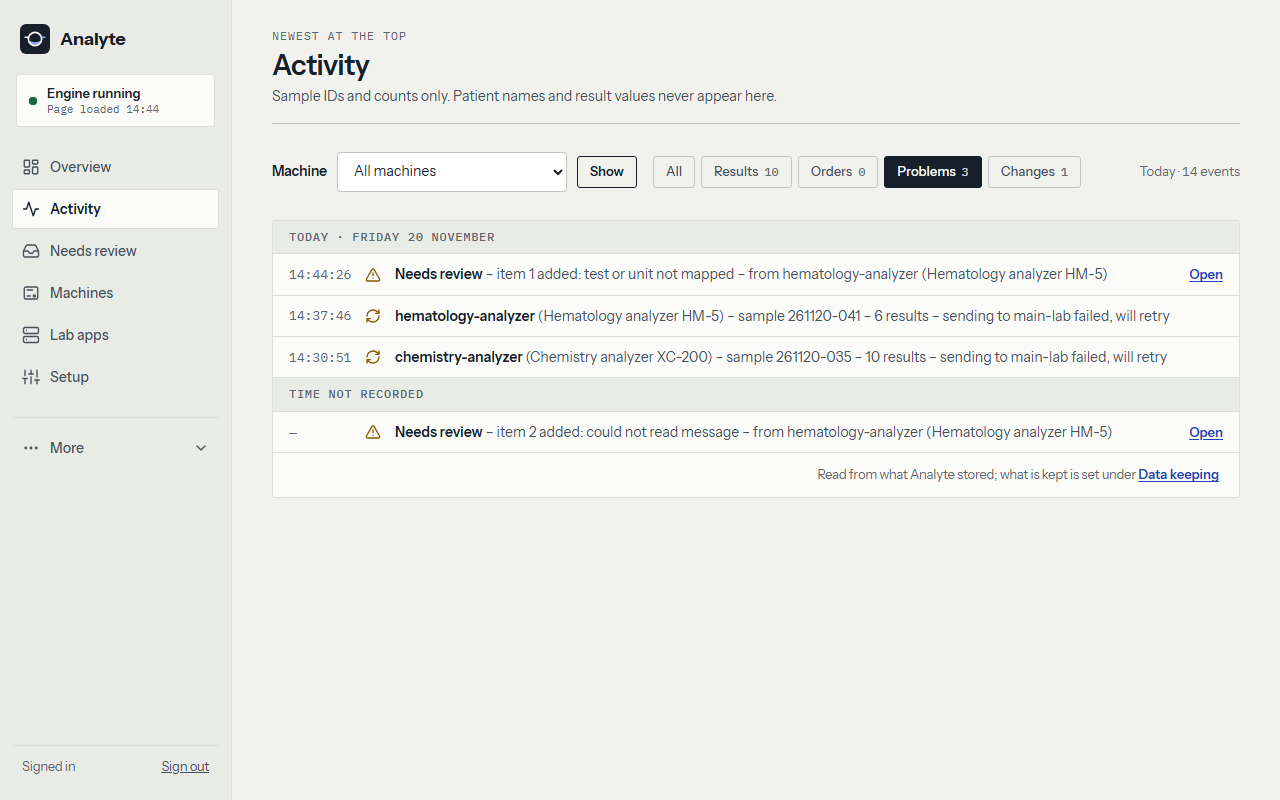 Analyte
Engine running
Page loaded 14:44
Overview
Activity
Needs review
Machines
Lab apps
Setup
More
Signed in
Sign out
NEWEST AT THE TOP
Activity
Sample IDs and counts only. Patient names and result values never appear here.
Machine All machines Show All Results 10 Orders 0 Problems 3 Changes 1 Today · 14 events
TODAY · FRIDAY 20 NOVEMBER
14:44:26 Needs review – item 1 added: test or unit not mapped – from hematology-analyzer (Hematology analyzer HM-5) Open
14:37:46 hematology-analyzer (Hematology analyzer HM-5) – sample 261120-041 – 6 results – sending to main-lab failed, will retry
14:30:51 chemistry-analyzer (Chemistry analyzer XC-200) – sample 261120-035 – 10 results – sending to main-lab failed, will retry
TIME NOT RECORDED
– Needs review – item 2 added: could not read message – from hematology-analyzer (Hematology analyzer HM-5) Open
Read from what Analyte stored; what is kept is set under Data keeping